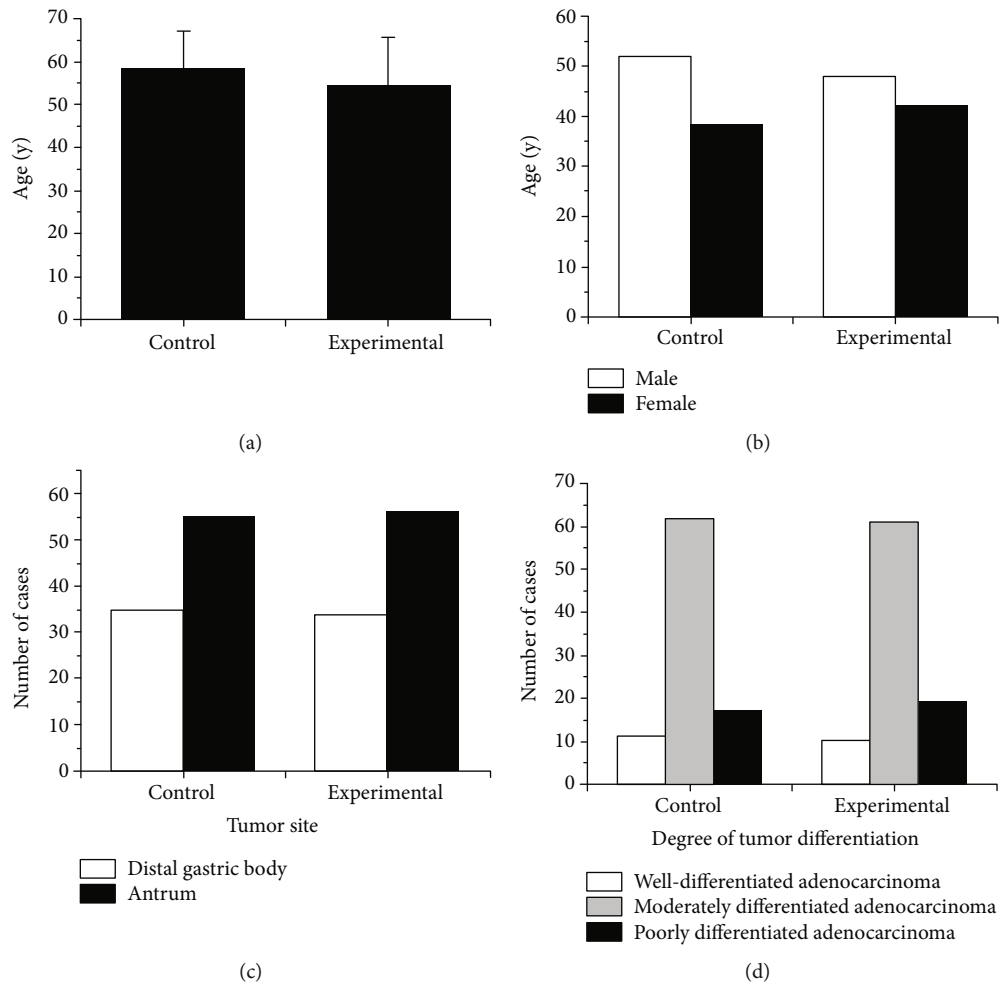 70
60
50
40
30
20
10
0
Age (y)
Control
Experimental
(a)
60
50
40
30
20
10
0
Age (y)
Control
Experimental
Male
Female
(b)
60
50
40
30
20
10
0
Number of cases
Control
Experimental
Tumor site
Distal gastric body
Antrum
(c)
70
60
50
40
30
20
10
0
Number of cases
Control
Experimental
Degree of tumor differentiation
Well-differentiated adenocarcinoma
Moderately differentiated adenocarcinoma
Poorly differentiated adenocarcinoma
(d)